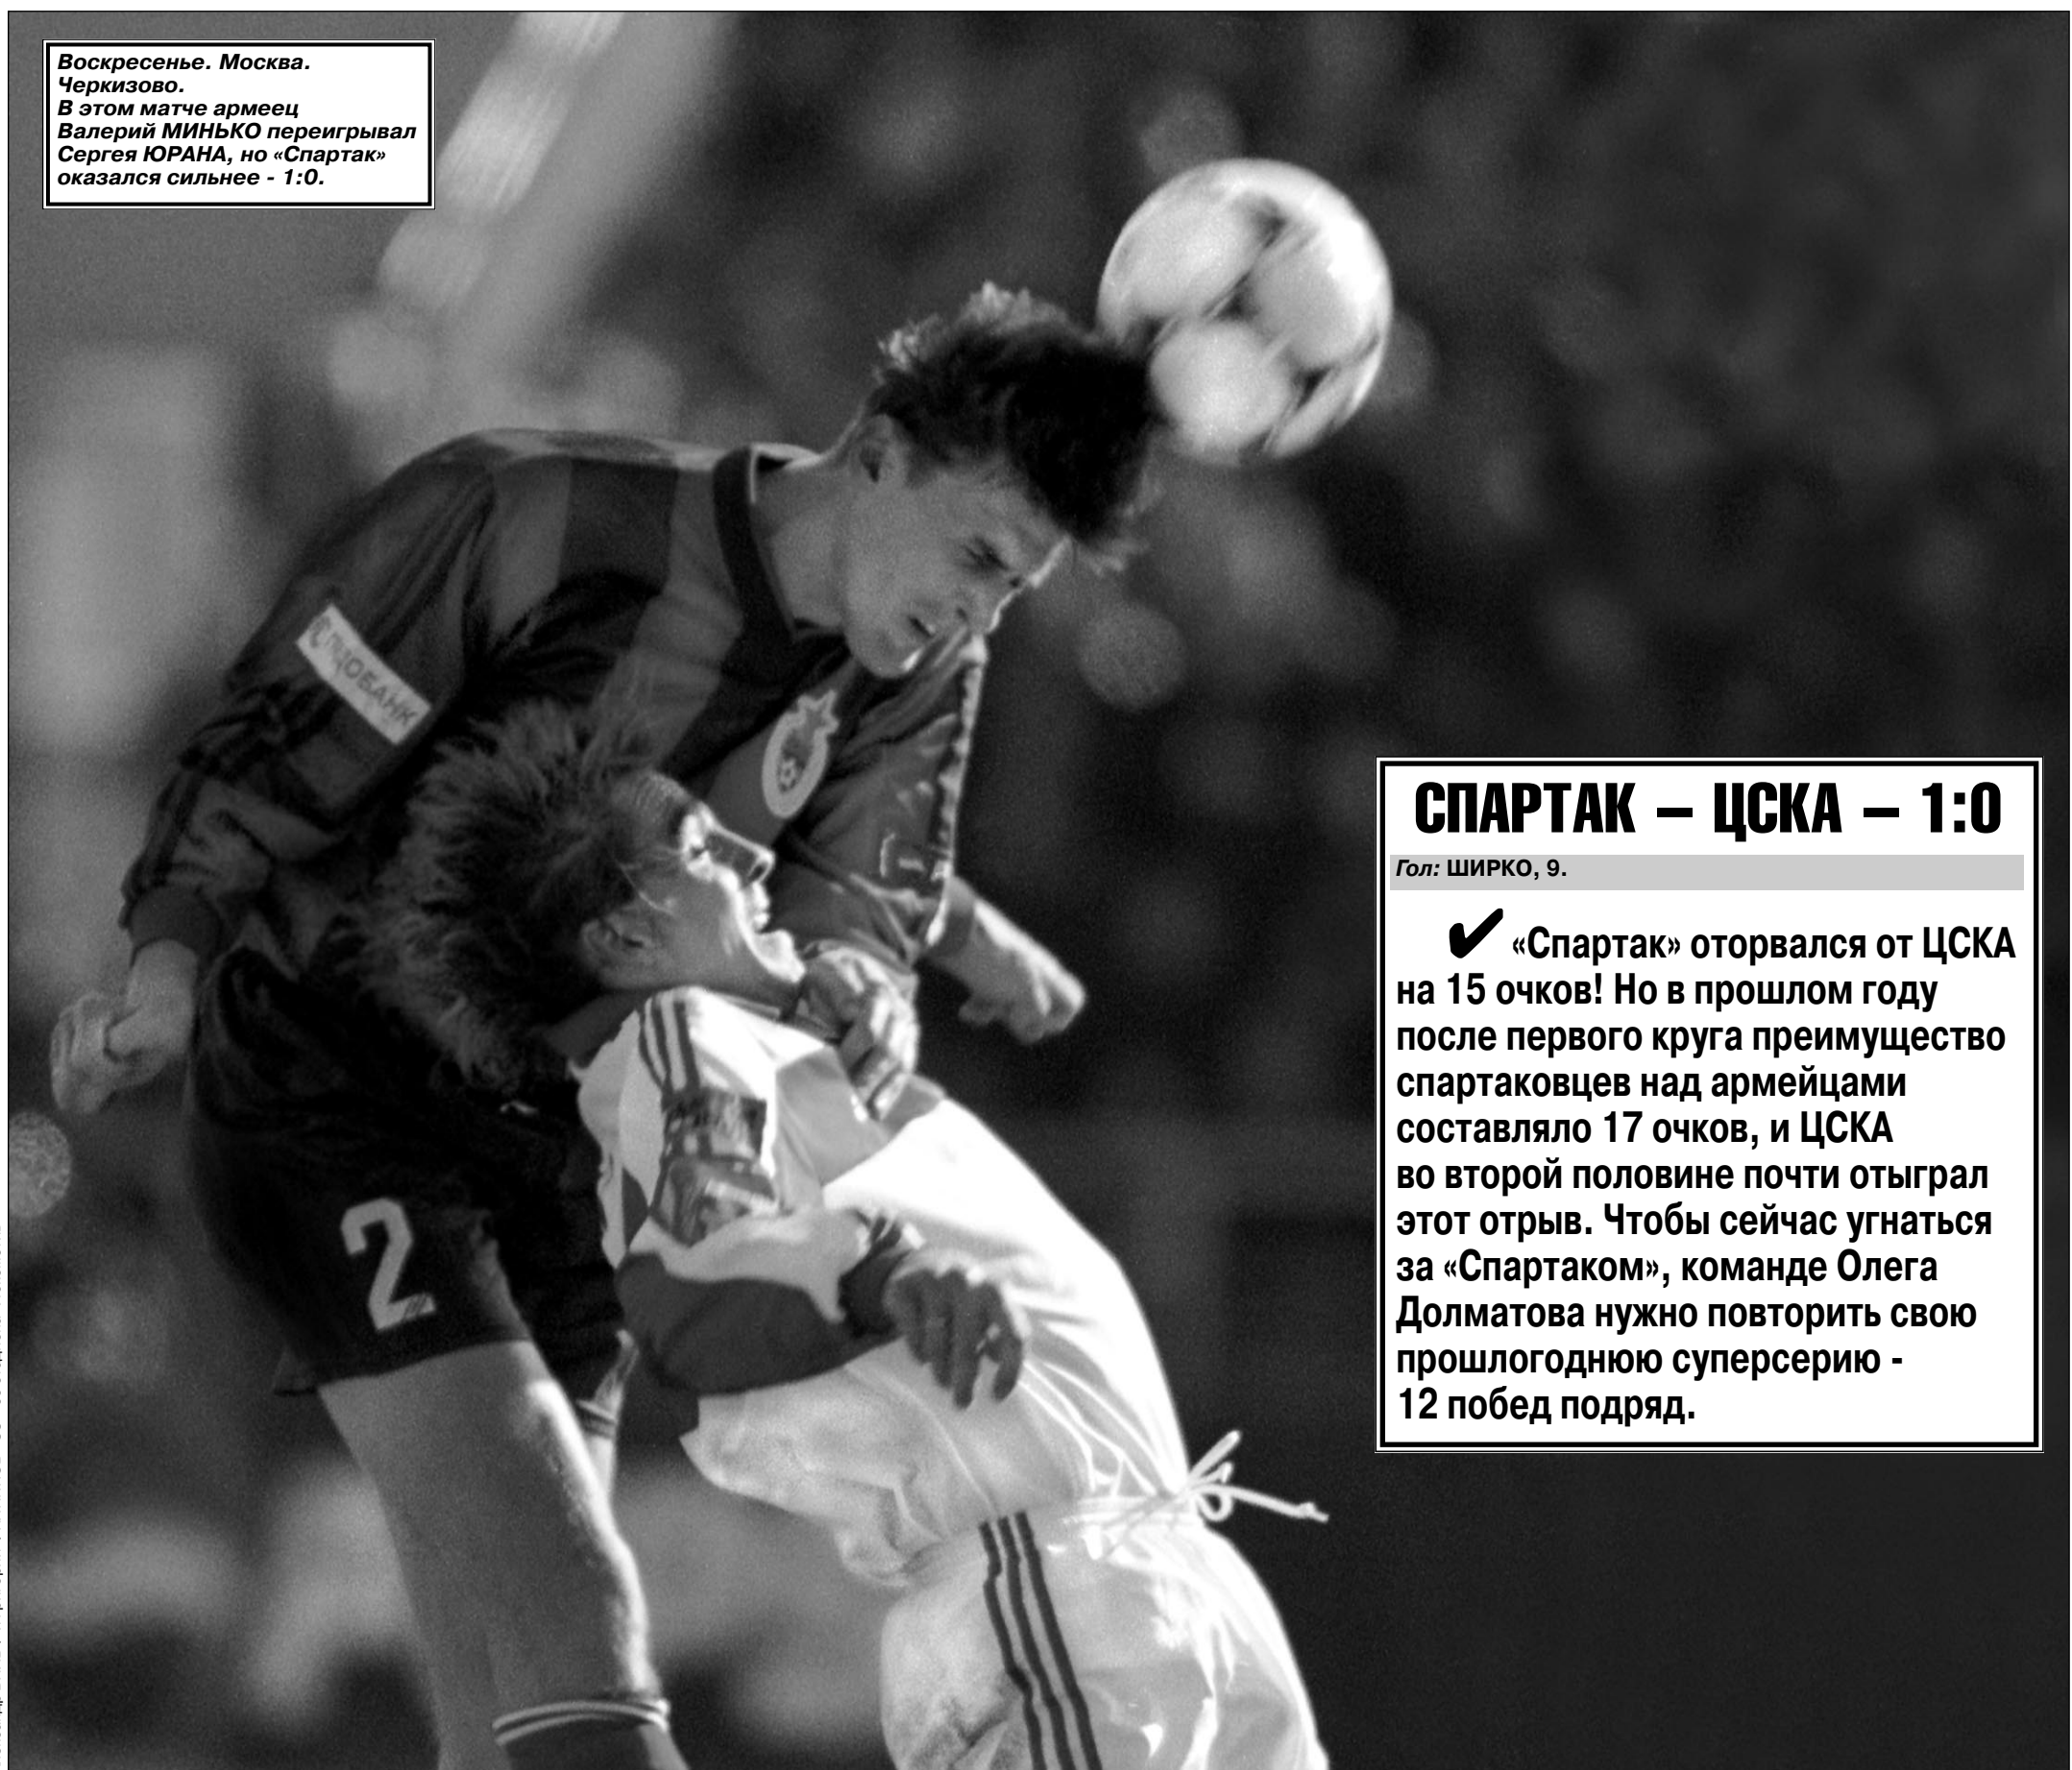 Воскресенье. Москва.
Черкизово.
В этом матче армеец
Валерий МИНЬКО переигрывал
Сергея ЮРАНА, но «Спартак»
оказался сильнее - 1:0.
2
СПАРТАК – ЦСКА – 1:0
Гол: ШИРКО, 9.
✔ «Спартак» оторвался от ЦСКА
на 15 очков! Но в прошлом году
после первого круга преимущество
спартаковцев над армейцами
составляло 17 очков, и ЦСКА
во второй половине почти отыграл
этот отрыв. Чтобы сейчас угнаться
за «Спартаком», команде Олега
Долматова нужно повторить свою
прошлогоднюю суперсерию -
12 побед подряд.